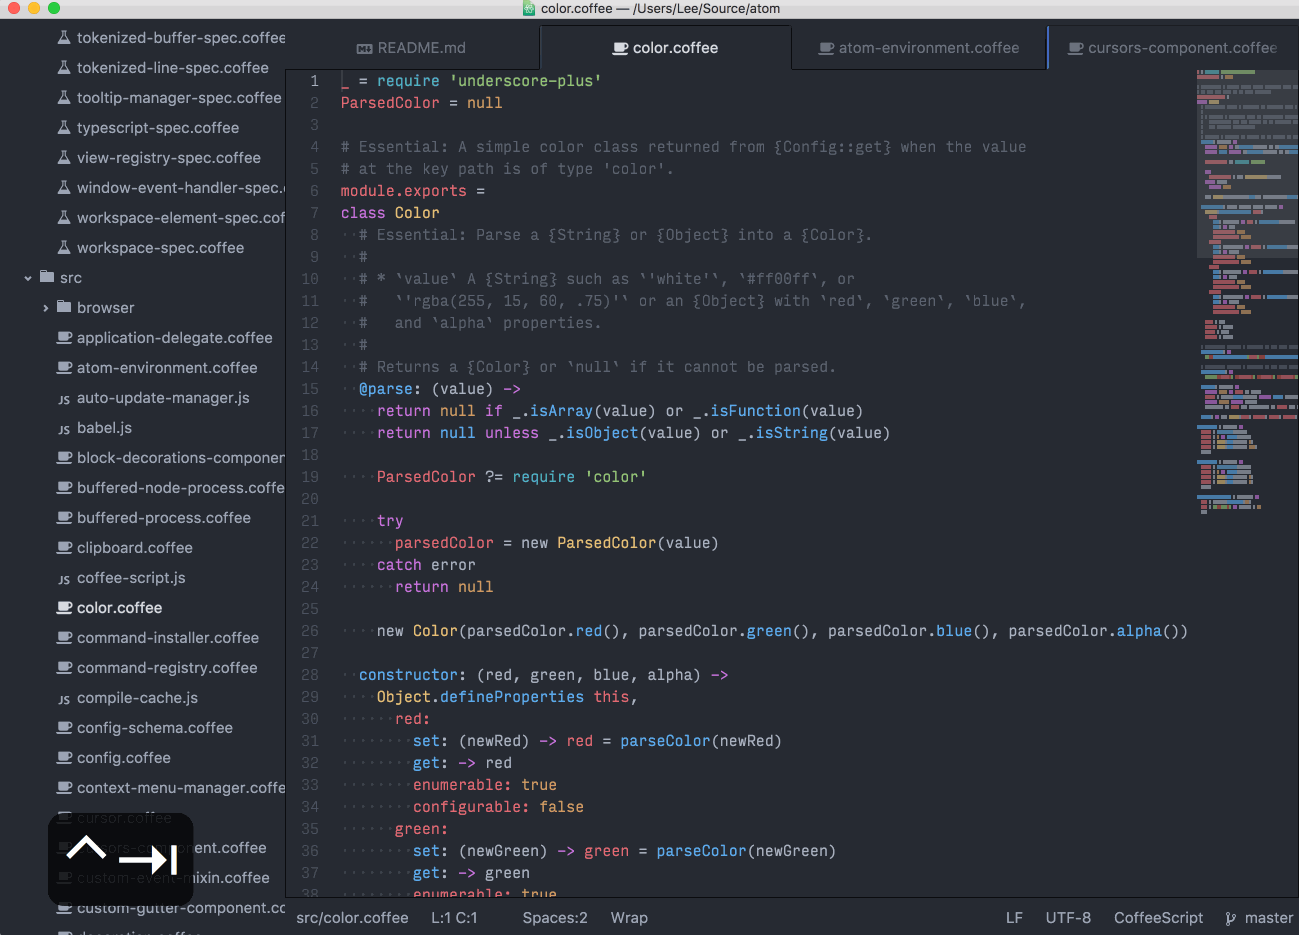 color.coffee — /Users/Lee/Source/atom
tokenized-buffer-spec.coffee
tokenized-line-spec.coffee
tooltip-manager-spec.coffee
typescript-spec.coffee
view-registry-spec.coffee
window-event-handler-spec.
workspace-element-spec.cof
workspace-spec.coffee
src
browser
application-delegate.coffee
atom-environment.coffee
JS auto-update-manager.js
JS babel.js
block-decorations-componen
buffered-node-process.coffe
buffered-process.coffee
clipboard.coffee
JS coffee-script.js
color.coffee
command-installer.coffee
command-registry.coffee
JS compile-cache.js
config-schema.coffee
config.coffee
context-menu-manager.coffe
cursor.coffee
cursors-component.coffee
custom-event-mixin.coffee
custom-gutter-component.cc
decoration.coffee
README.md
color.coffee
atom-environment.coffee
cursors-component.coffee
1 _ = require 'underscore-plus'
2 ParsedColor = null
3
4 # Essential: A simple color class returned from {Config::get} when the value
5 # at the key path is of type 'color'.
6 module.exports =
7 class Color
8 # Essential: Parse a {String} or {Object} into a {Color}.
9 #
10 # * `value` A {String} such as `'white'`, `#ff00ff`, or
11 #   `'rgba(255, 15, 60, .75)'` or an {Object} with `red`, `green`, `blue`,
12 #   and `alpha` properties.
13 #
14 # Returns a {Color} or `null` if it cannot be parsed.
15 @parse: (value) ->
16 return null if _.isArray(value) or _.isFunction(value)
17 return null unless _.isObject(value) or _.isString(value)
18
19 ParsedColor ?= require 'color'
20
21 try
22 parsedColor = new ParsedColor(value)
23 catch error
24 return null
25
26 new Color(parsedColor.red(), parsedColor.green(), parsedColor.blue(), parsedColor.alpha())
27
28 constructor: (red, green, blue, alpha) ->
29 Object.defineProperties this,
30 red:
31 set: (newRed) -> red = parseColor(newRed)
32 get: -> red
33 enumerable: true
34 configurable: false
35 green:
36 set: (newGreen) -> green = parseColor(newGreen)
37 get: -> green
38 enumerable: true
src/color.coffee L:1 C:1 Spaces:2 Wrap LF UTF-8 CoffeeScript master